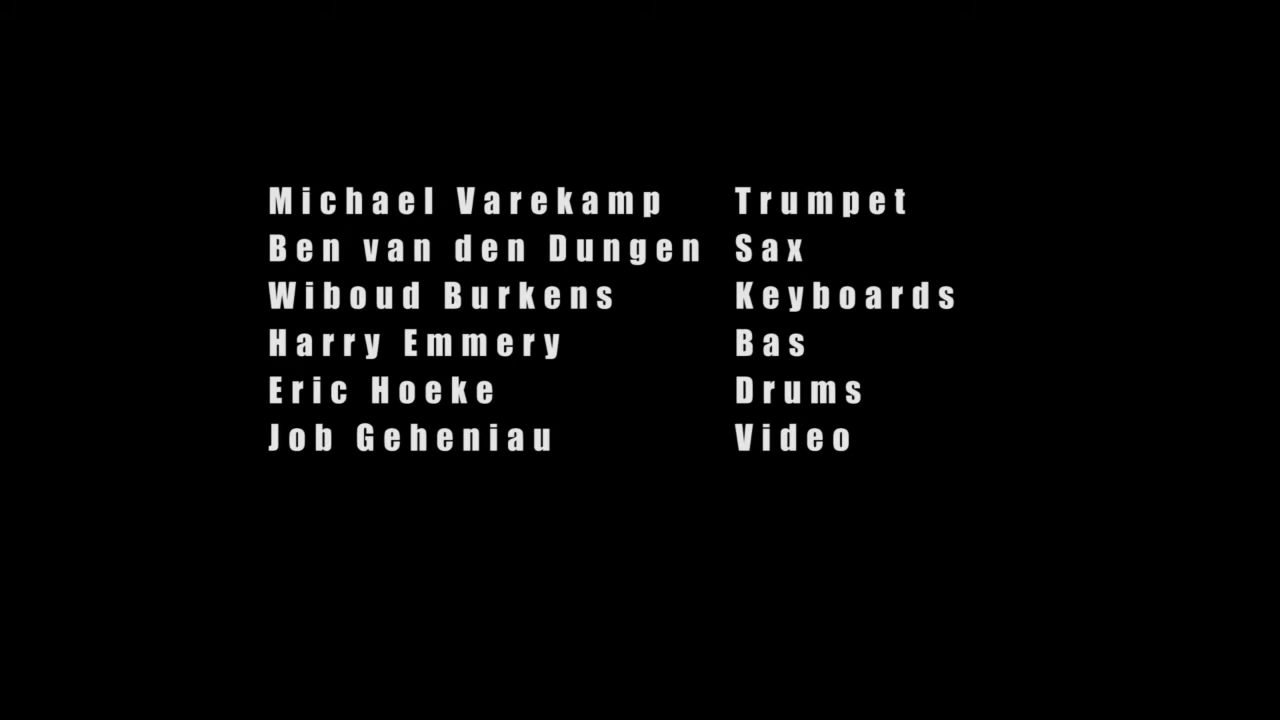 Michael Varekamp Trumpet
Ben van den Dungen Sax
Wiboud Burkens Keyboards
Harry Emmery Bas
Eric Hoeke Drums
Job Geheniau Video